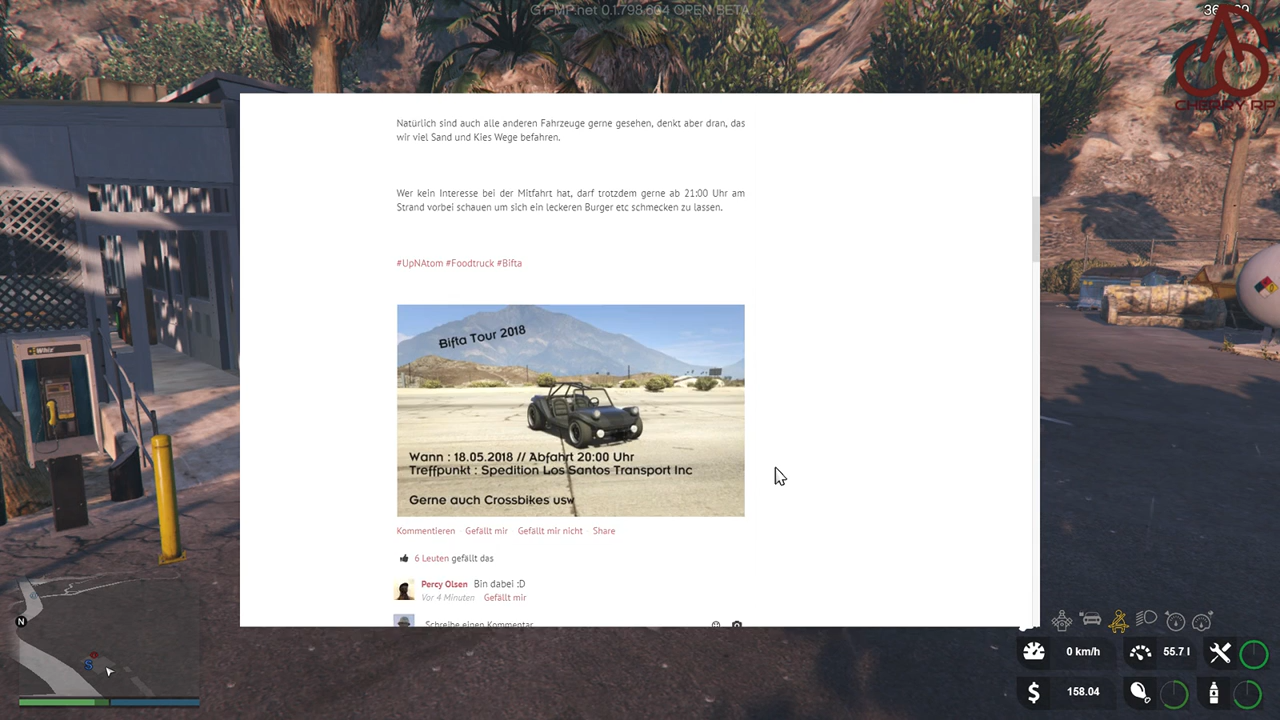 GT-MP.net 0.1.798.604 OPEN BETA
CHERRY RP
Natürlich sind auch alle anderen Fahrzeuge gerne gesehen, denkt aber dran, das
wir viel Sand und Kies Wege befahren.
Wer kein Interesse bei der Mitfahrt hat, darf trotzdem gerne ab 21:00 Uhr am
Strand vorbei schauen um sich ein leckeren Burger etc schmecken zu lassen.
#UpNAtom #Foodtruck #Bifta
Bifta Tour 2018
Wann : 18.05.2018 // Abfahrt 20:00 Uhr
Treffpunkt : Spedition Los Santos Transport Inc
Gerne auch Crossbikes usw
Kommentieren Gefällt mir Gefällt mir nicht Share
6 Leuten gefällt das
Percy Olsen Bin dabei :D
Vor 4 Minuten Gefällt mir
Schreibe einen Kommentar
Whiz
N
S
0 km/h 55.7 l
$ 158.04